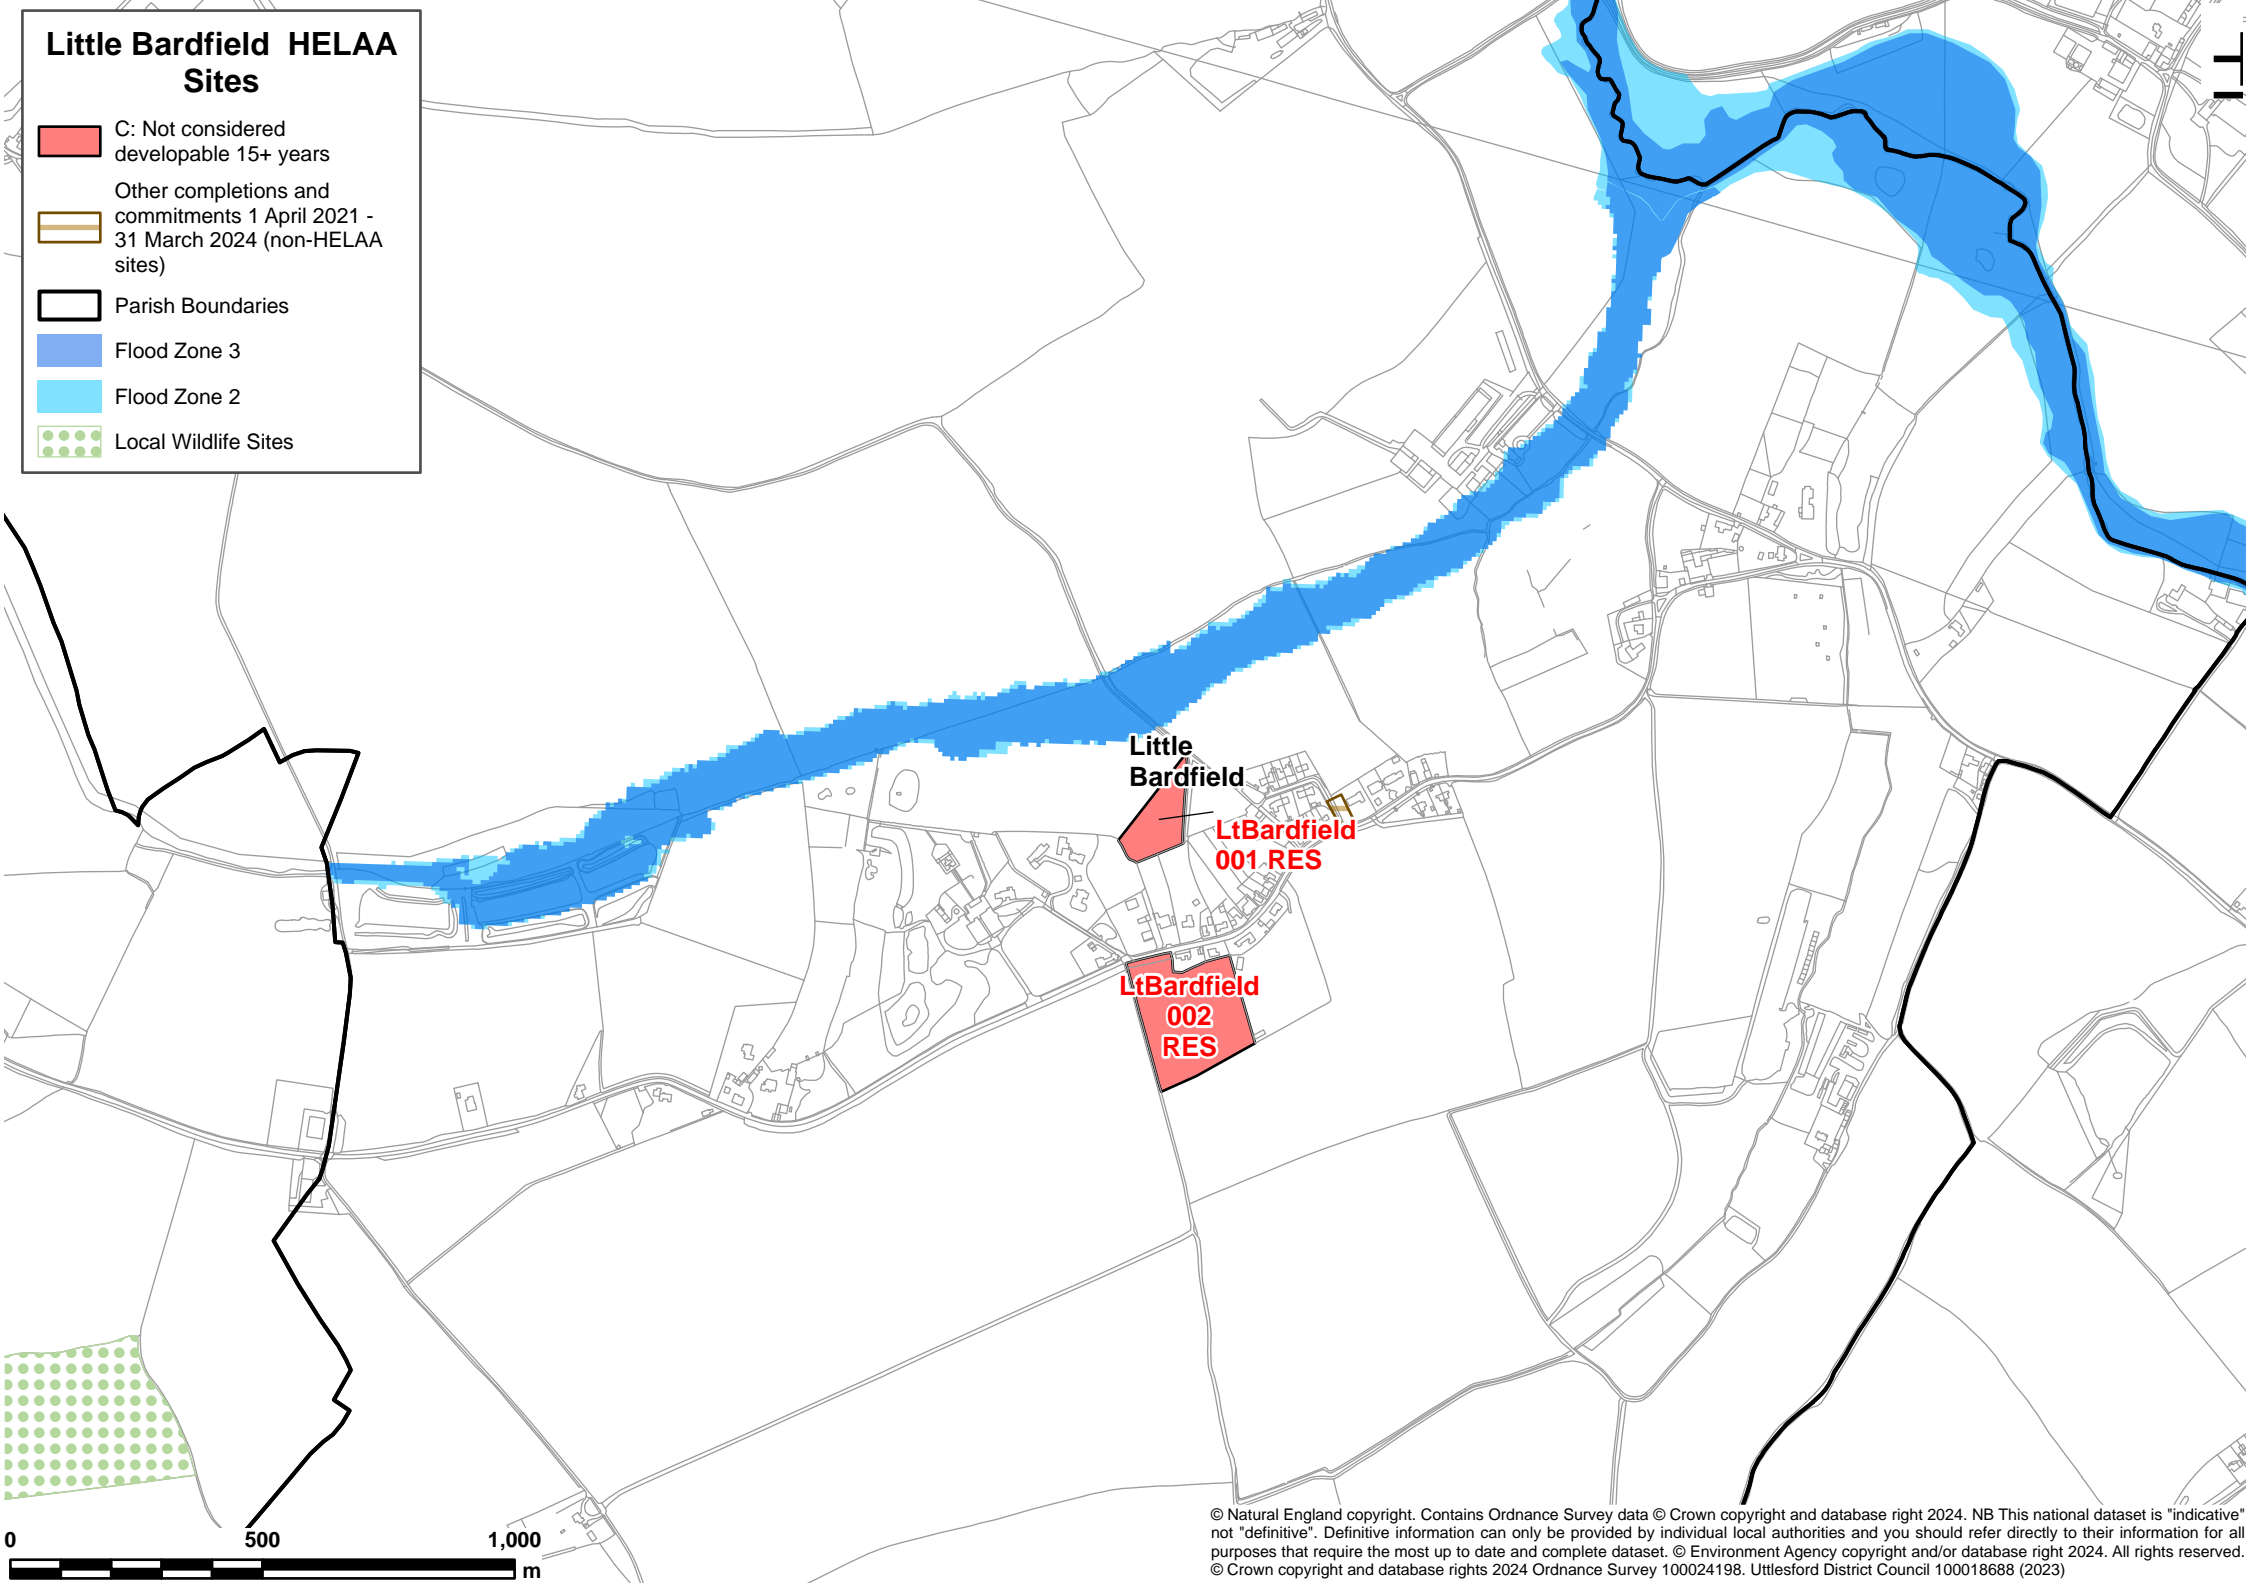 Little Bardfield HELAA
Sites
C: Not considered
developable 15+ years
Other completions and
commitments 1 April 2021 -
31 March 2024 (non-HELAA
sites)
Parish Boundaries
Flood Zone 3
Flood Zone 2
Local Wildlife Sites
Little
Bardfield
LtBardfield
001 RES
LtBardfield
002
RES
0 500 1,000
m
© Natural England copyright. Contains Ordnance Survey data © Crown copyright and database right 2024. NB This national dataset is "indicative"
not "definitive". Definitive information can only be provided by individual local authorities and you should refer directly to their information for all
purposes that require the most up to date and complete dataset. © Environment Agency copyright and/or database right 2024. All rights reserved.
© Crown copyright and database rights 2024 Ordnance Survey 100024198. Uttlesford District Council 100018688 (2023)